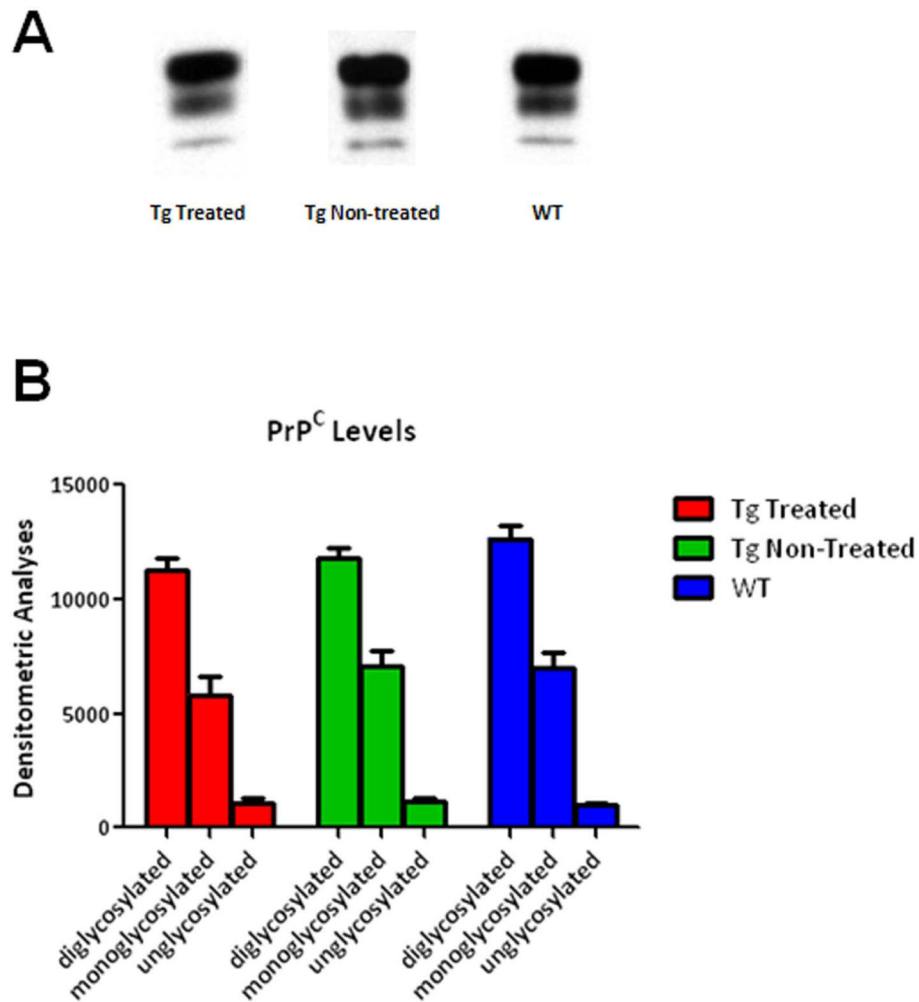 A
Tg Treated
Tg Non-treated
WT
B
PrP^C Levels
15000
10000
5000
0
Densitometric Analyses
Tg Treated
Tg Non-Treated
WT
diglycosylated
monoglycosylated
unglycosylated
diglycosylated
monoglycosylated
unglycosylated
diglycosylated
monoglycosylated
unglycosylated